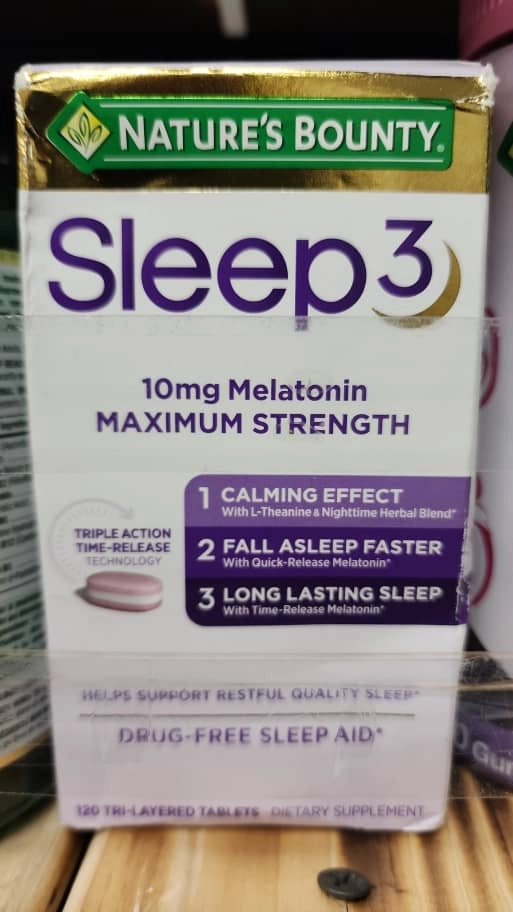 NATURE'S BOUNTY®
Sleep3
10mg Melatonin
MAXIMUM STRENGTH
1 CALMING EFFECT
With L-Theanine & Nighttime Herbal Blend*
TRIPLE ACTION
TIME-RELEASE
TECHNOLOGY
2 FALL ASLEEP FASTER
With Quick-Release Melatonin*
3 LONG LASTING SLEEP
With Time-Release Melatonin*
HELPS SUPPORT RESTFUL QUALITY SLEEP*
DRUG-FREE SLEEP AID*
120 TRI-LAYERED TABLETS DIETARY SUPPLEMENT